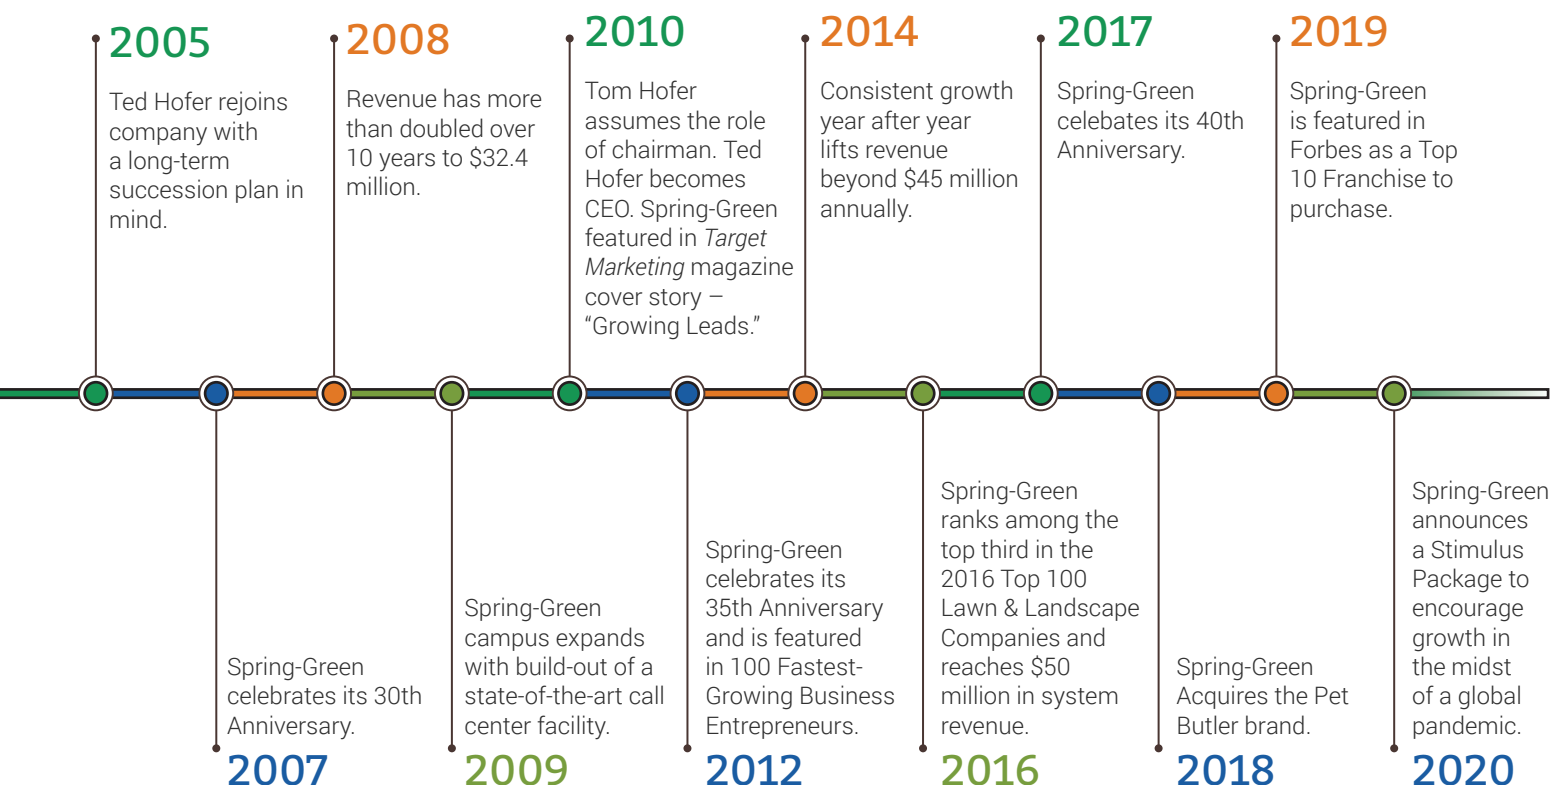 2005
Ted Hofer rejoins
company with
a long-term
succession plan in
mind.
2007
Spring-Green
celebrates its 30th
Anniversary.
2008
Revenue has more
than doubled over
10 years to $32.4
million.
2009
Spring-Green
campus expands
with build-out of a
state-of-the-art call
center facility.
2010
Tom Hofer
assumes the role
of chairman. Ted
Hofer becomes
CEO. Spring-Green
featured in Target
Marketing magazine
cover story –
“Growing Leads.”
2012
Spring-Green
celebrates its
35th Anniversary
and is featured
in 100 Fastest-
Growing Business
Entrepreneurs.
2014
Consistent growth
year after year
lifts revenue
beyond $45 million
annually.
2016
Spring-Green
ranks among the
top third in the
2016 Top 100
Lawn & Landscape
Companies and
reaches $50
million in system
revenue.
2017
Spring-Green
celebates its 40th
Anniversary.
2018
Spring-Green
Acquires the Pet
Butler brand.
2019
Spring-Green
is featured in
Forbes as a Top
10 Franchise to
purchase.
2020
Spring-Green
announces
a Stimulus
Package to
encourage
growth in
the midst
of a global
pandemic.